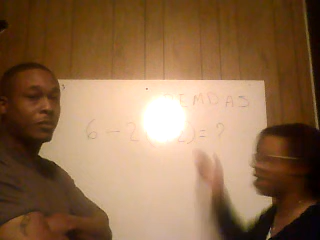 EMDAS
6 - 2 2) = ?